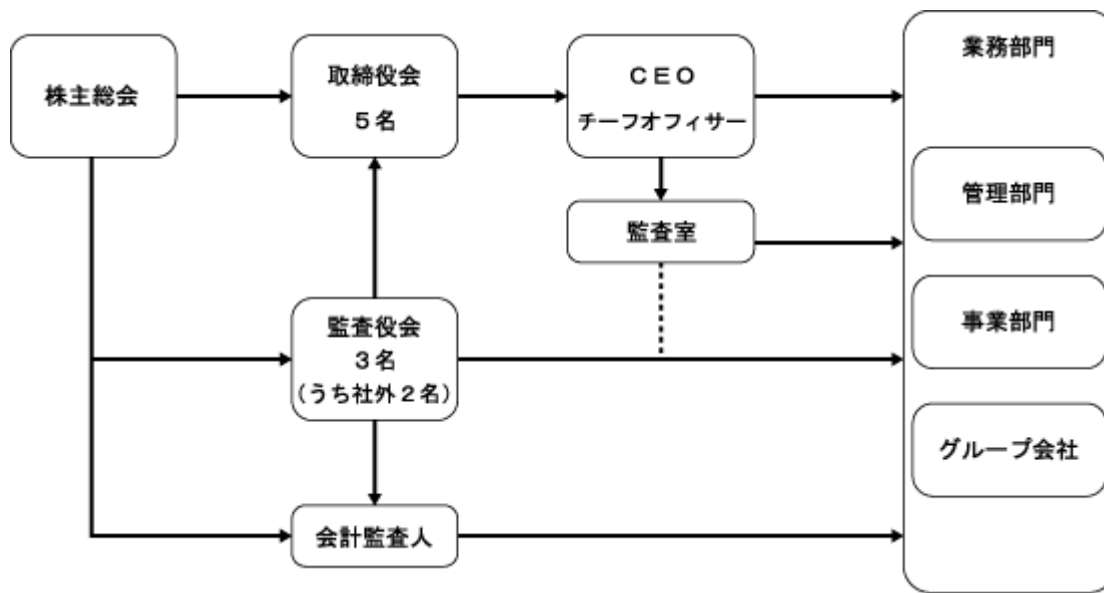 株主総会
取締役会
５名
ＣＥＯ
チーフオフィサー
業務部門
管理部門
監査室
事業部門
監査役会
３名
（うち社外２名）
グループ会社
会計監査人